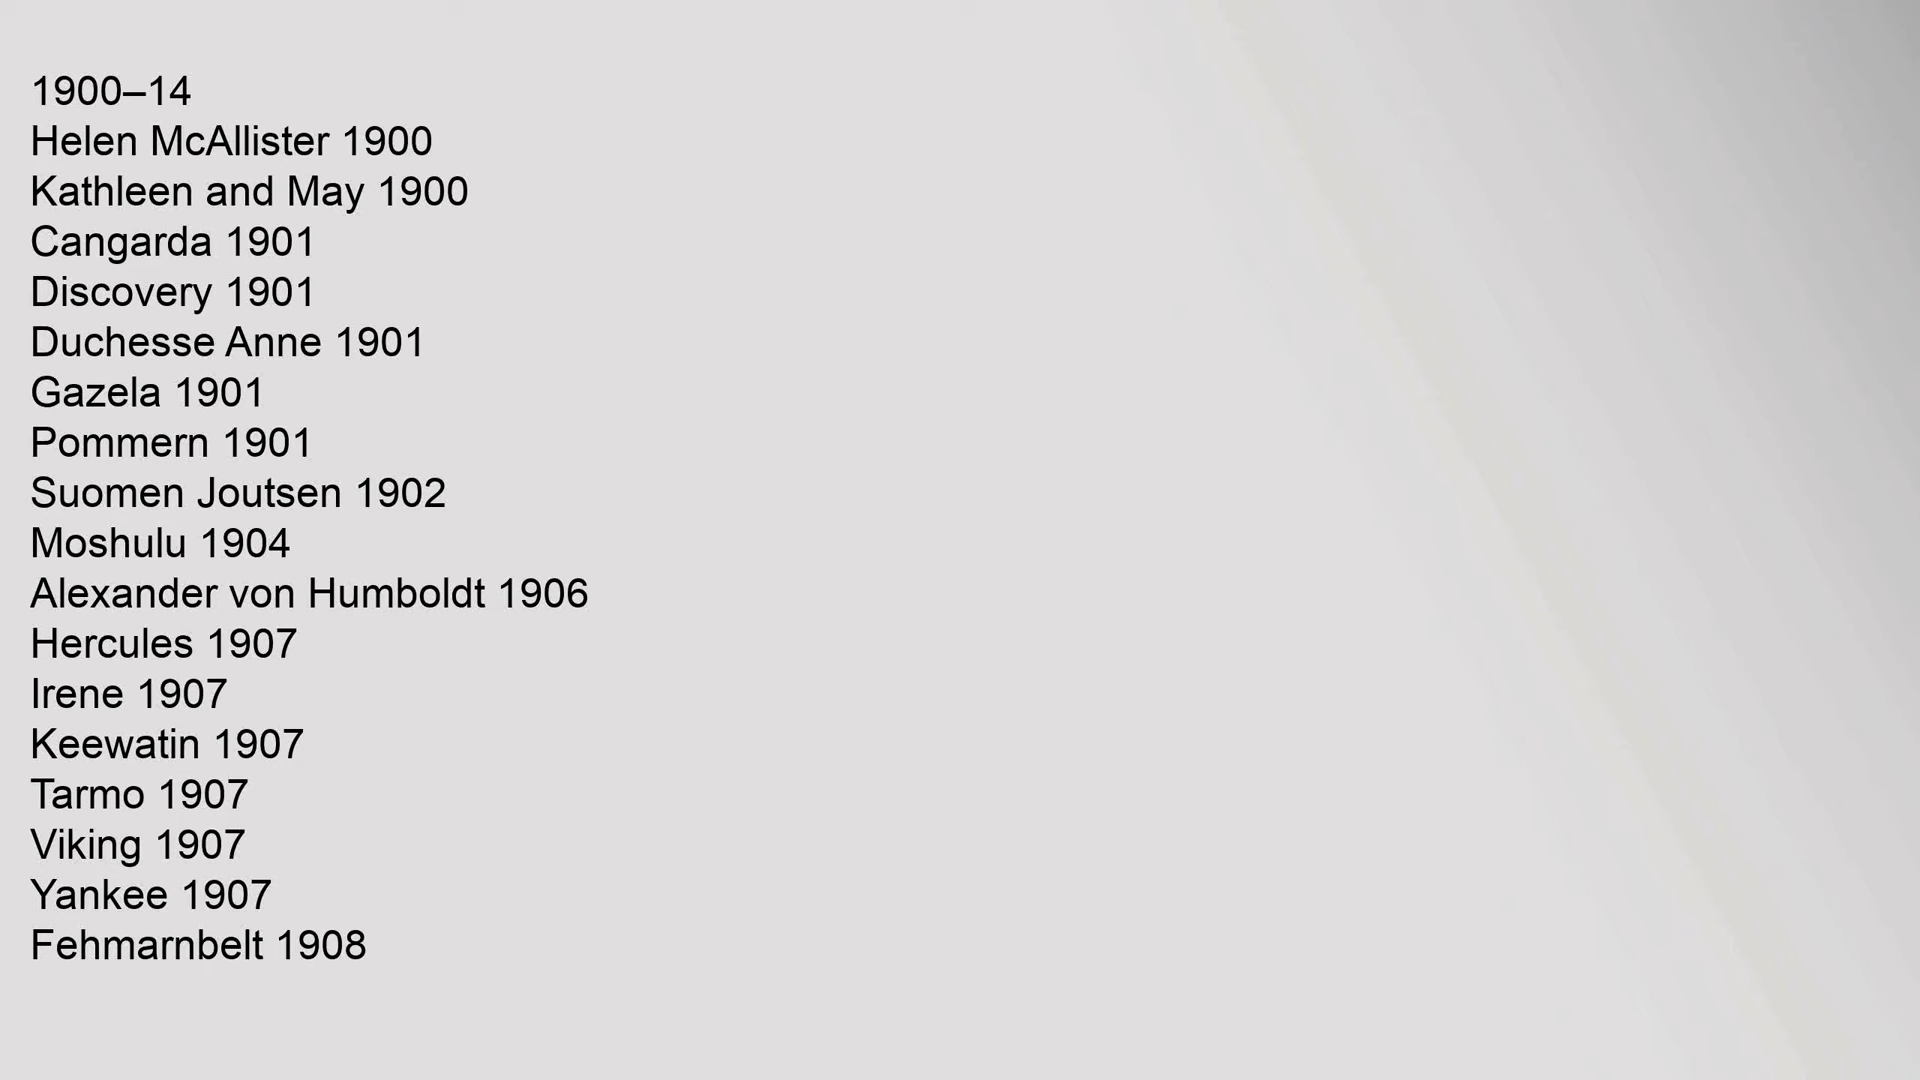 1900–14
Helen McAllister 1900
Kathleen and May 1900
Cangarda 1901
Discovery 1901
Duchesse Anne 1901
Gazela 1901
Pommern 1901
Suomen Joutsen 1902
Moshulu 1904
Alexander von Humboldt 1906
Hercules 1907
Irene 1907
Keewatin 1907
Tarmo 1907
Viking 1907
Yankee 1907
Fehmarnbelt 1908